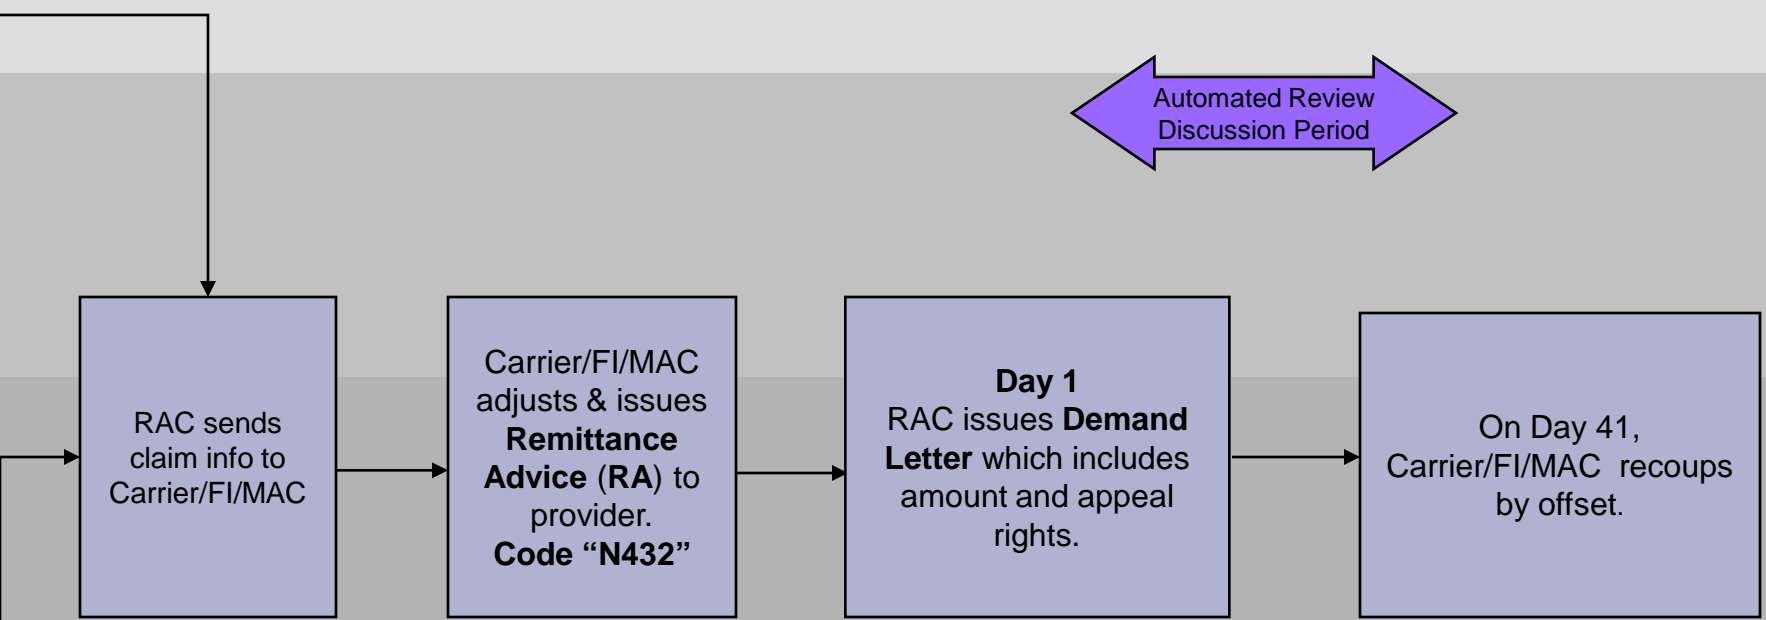 Automated Review
Discussion Period
RAC sends
claim info to
Carrier/FI/MAC
Carrier/FI/MAC
adjusts & issues
Remittance
Advice (RA) to
provider.
Code “N432”
Day 1
RAC issues Demand
Letter which includes
amount and appeal
rights.
On Day 41,
Carrier/FI/MAC  recoups
by offset.